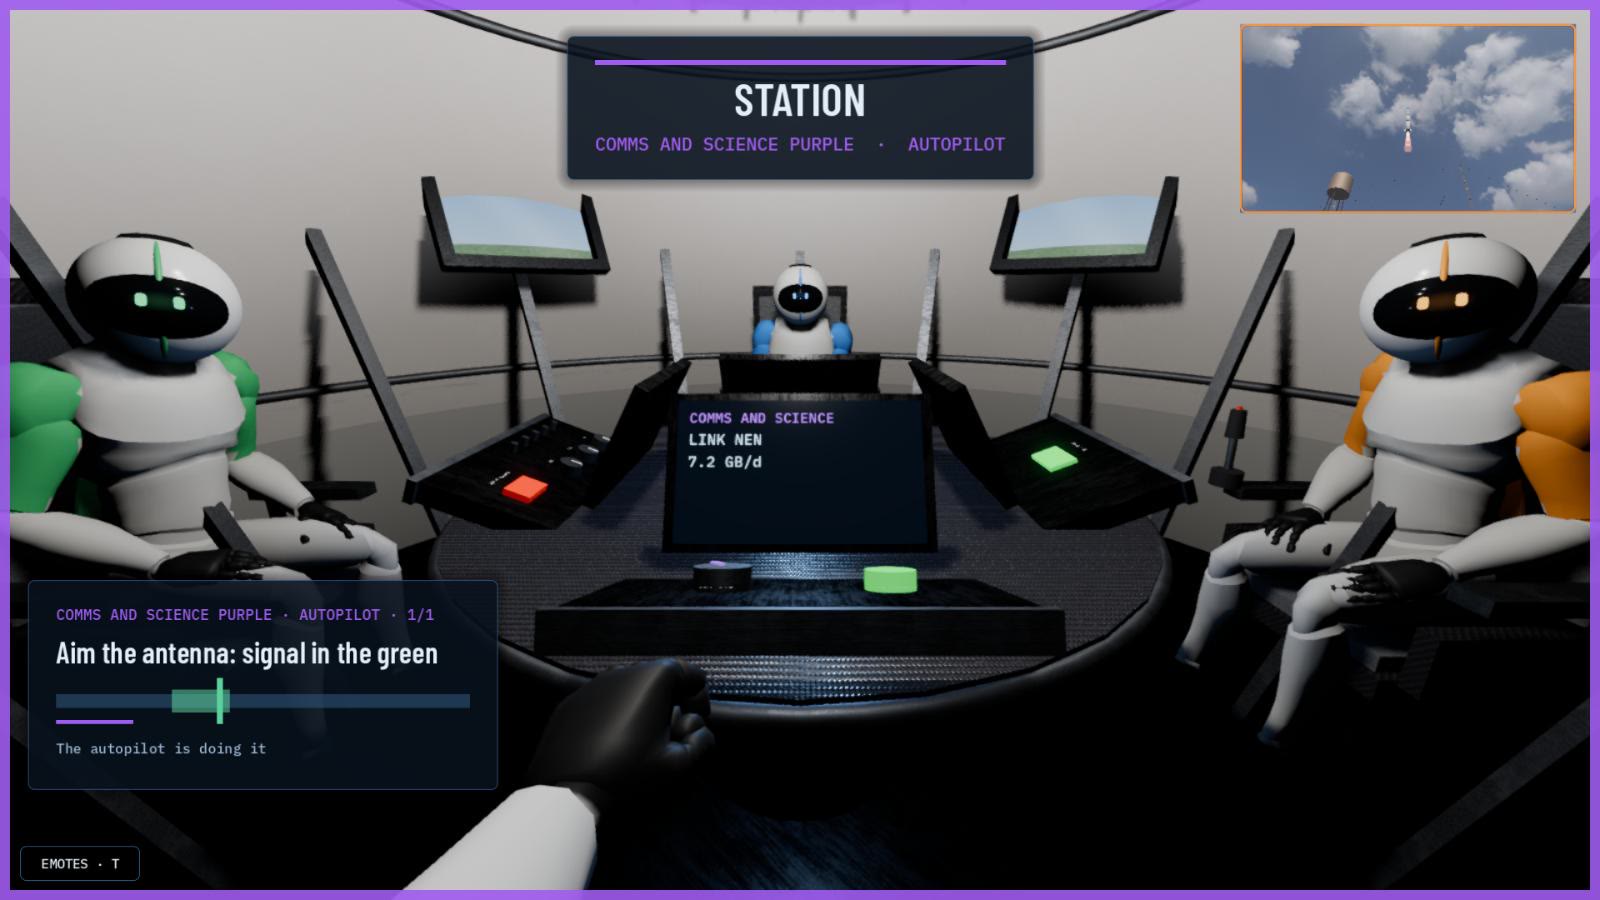 STATION
COMMS AND SCIENCE PURPLE · AUTOPILOT
COMMS AND SCIENCE
LINK NEN
7.2 GB/d
COMMS AND SCIENCE PURPLE · AUTOPILOT · 1/1
Aim the antenna: signal in the green
The autopilot is doing it
EMOTES · T